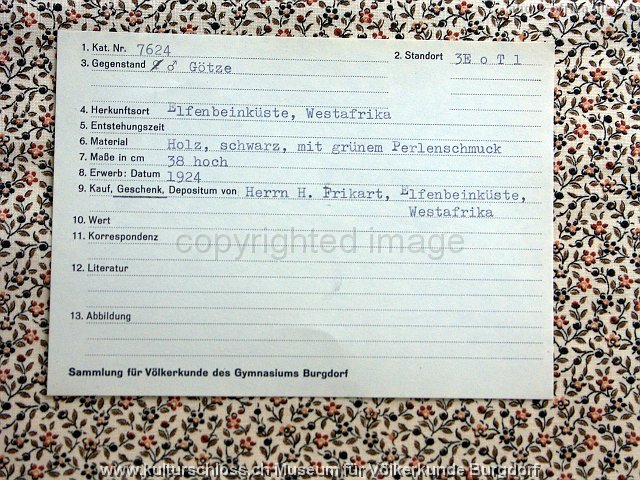 1. Kat. Nr. 7624
2. Standort 3E o T 1
3. Gegenstand ♂ Götze
4. Herkunftsort Elfenbeinküste, Westafrika
5. Entstehungszeit
6. Material Holz, schwarz, mit grünem Perlenschmuck
7. Maße in cm 38 hoch
8. Erwerb: Datum 1924
9. Kauf, Geschenk, Depositum von Herrn H. Frikart, Elfenbeinküste,
Westafrika
10. Wert
11. Korrespondenz
copyrighted image
12. Literatur
13. Abbildung
Sammlung für Völkerkunde des Gymnasiums Burgdorf
www.kulturschloss.ch Museum für Völkerkunde Burgdorf